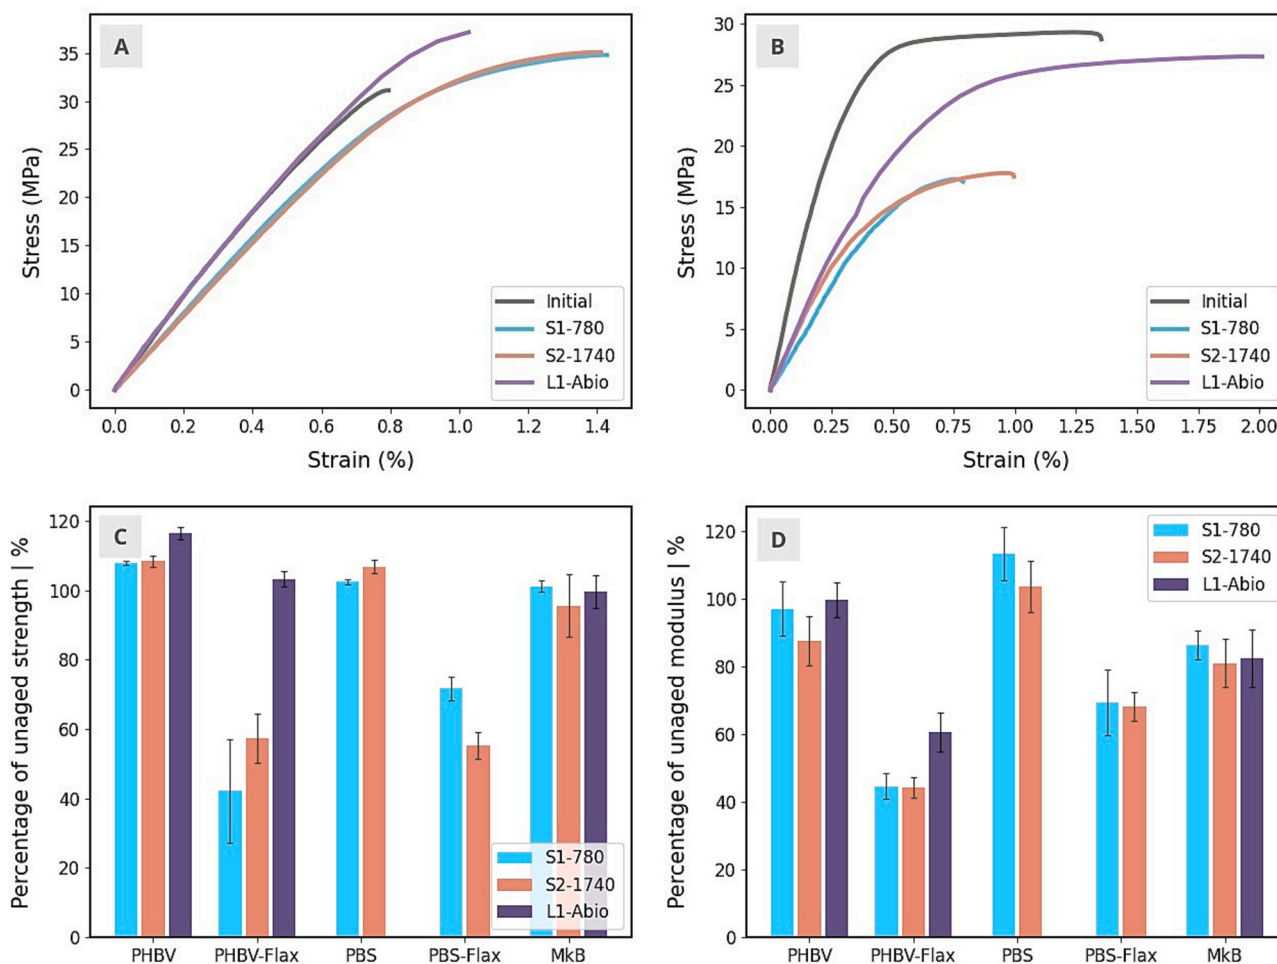 A
Stress (MPa)
35
30
25
20
15
10
5
0
Initial
S1-780
S2-1740
L1-Abio
0.0 0.2 0.4 0.6 0.8 1.0 1.2 1.4
Strain (%)
B
Stress (MPa)
30
25
20
15
10
5
0
Initial
S1-780
S2-1740
L1-Abio
0.00 0.25 0.50 0.75 1.00 1.25 1.50 1.75 2.00
Strain (%)
C
Percentage of unaged strength | %
120
100
80
60
40
20
0
S1-780
S2-1740
L1-Abio
PHBV PHBV-Flax PBS PBS-Flax MkB
D
Percentage of unaged modulus | %
120
100
80
60
40
20
0
S1-780
S2-1740
L1-Abio
PHBV PHBV-Flax PBS PBS-Flax MkB